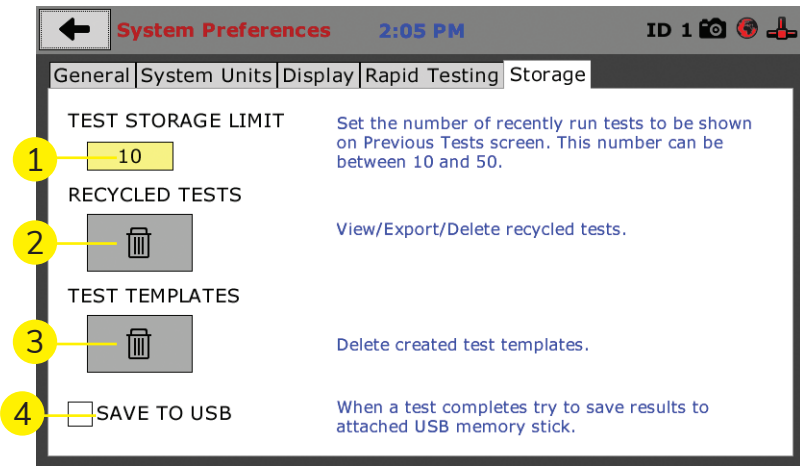 System Preferences 2:05 PM ID 1
General System Units Display Rapid Testing Storage
TEST STORAGE LIMIT
Set the number of recently run tests to be shown
on Previous Tests screen. This number can be
between 10 and 50.
1
10
RECYCLED TESTS
2
View/Export/Delete recycled tests.
TEST TEMPLATES
3
Delete created test templates.
4
SAVE TO USB
When a test completes try to save results to
attached USB memory stick.